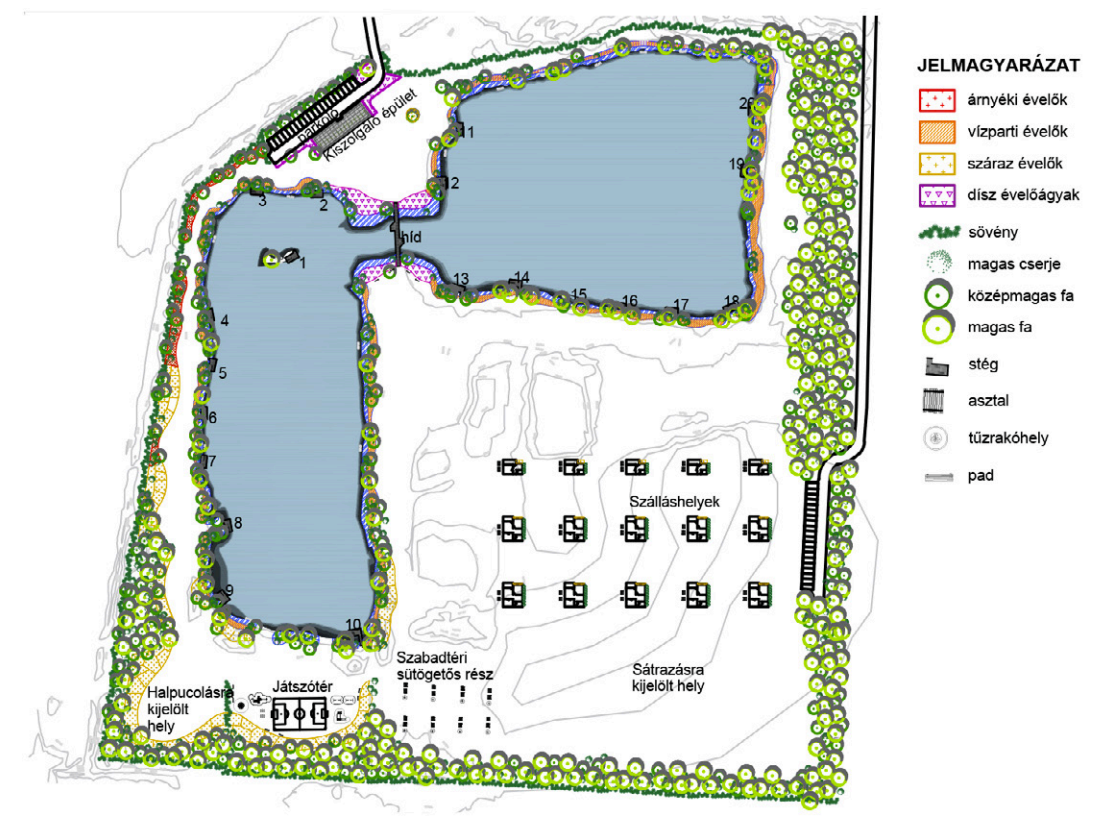 JELMAGYARÁZAT
árnyéki évelők
vízparti évelők
száraz évelők
dísz évelőágyak
sövény
magas cserje
középmagas fa
magas fa
stég
asztal
tűzrakóhely
pad
parkoló
Kiszolgáló épület
20
11
19
12
3
2
híd
1
13
14
15
16
17
18
4
5
6
7
8
9
10
Szálláshelyek
Szabadtéri
sütögetős rész
Sátrazásra
kijelölt hely
Játszótér
Halpucolásra
kijelölt
hely